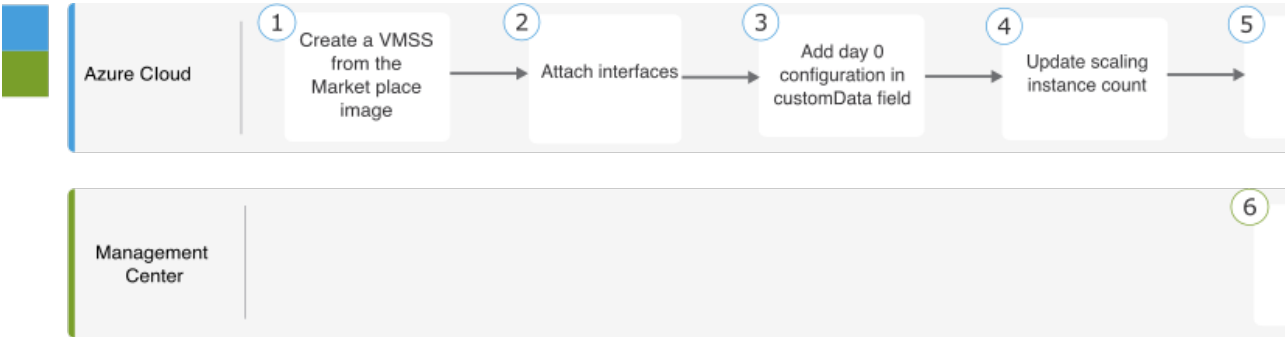 1
Create a VMSS
from the
Market place
image
2
Attach interfaces
3
Add day 0
configuration in
customData field
4
Update scaling
instance count
5
Azure Cloud
6
Management
Center